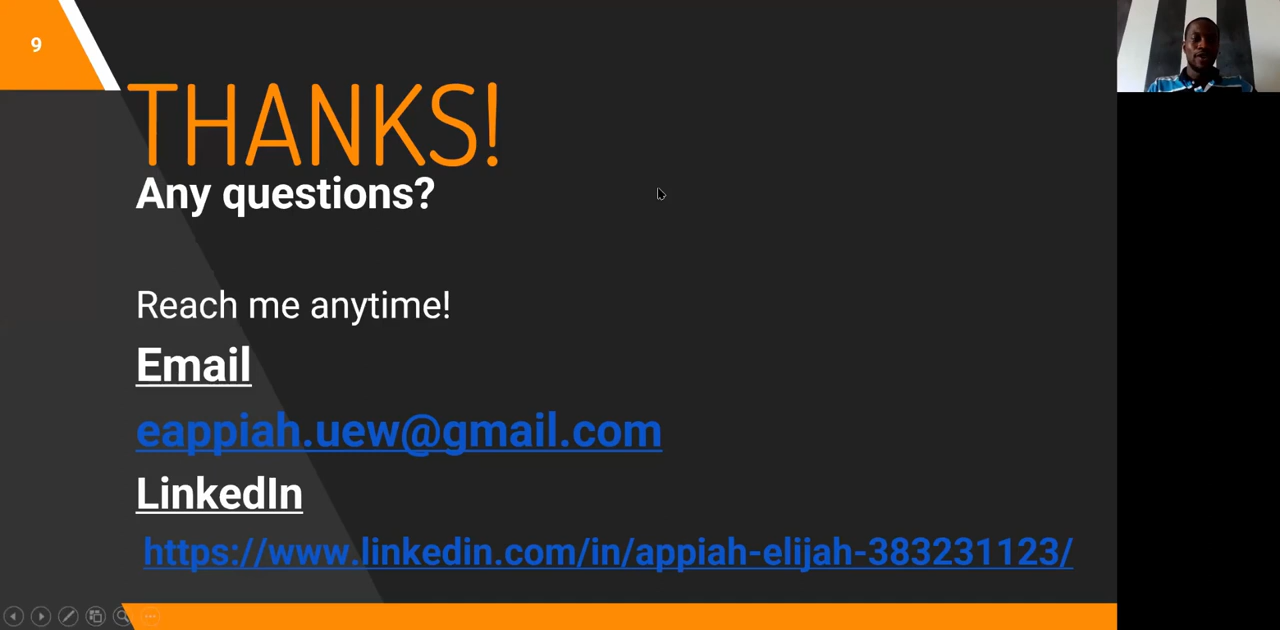 9
THANKS!
Any questions?
Reach me anytime!
Email
eappiah.uew@gmail.com
LinkedIn
https://www.linkedin.com/in/appiah-elijah-383231123/